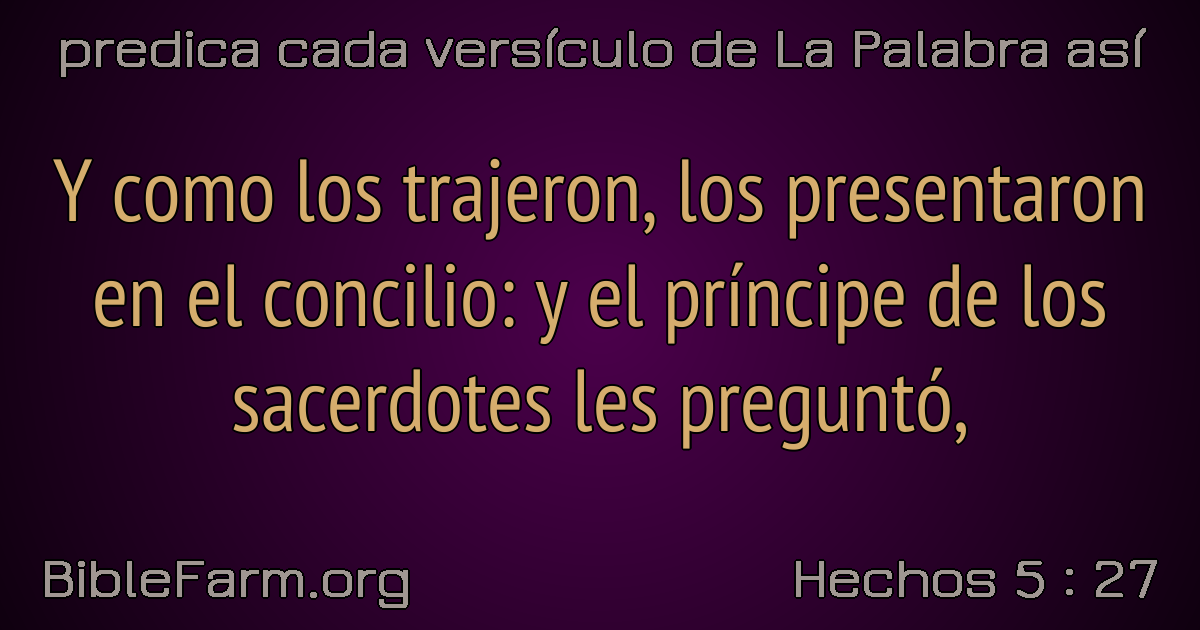 predica cada versículo de La Palabra así
Y como los trajeron, los presentaron
en el concilio: y el príncipe de los
sacerdotes les preguntó,
BibleFarm.org
Hechos 5 : 27